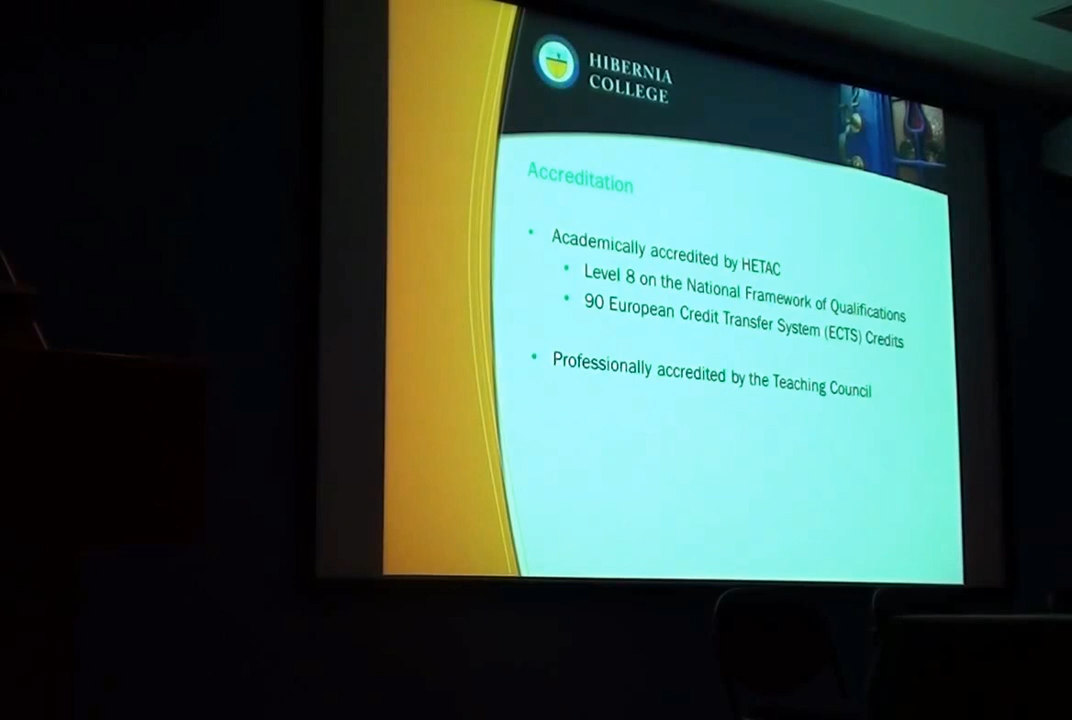 HIBERNIA
COLLEGE
Accreditation
• Academically accredited by HETAC
• Level 8 on the National Framework of Qualifications
• 90 European Credit Transfer System (ECTS) Credits
• Professionally accredited by the Teaching Council